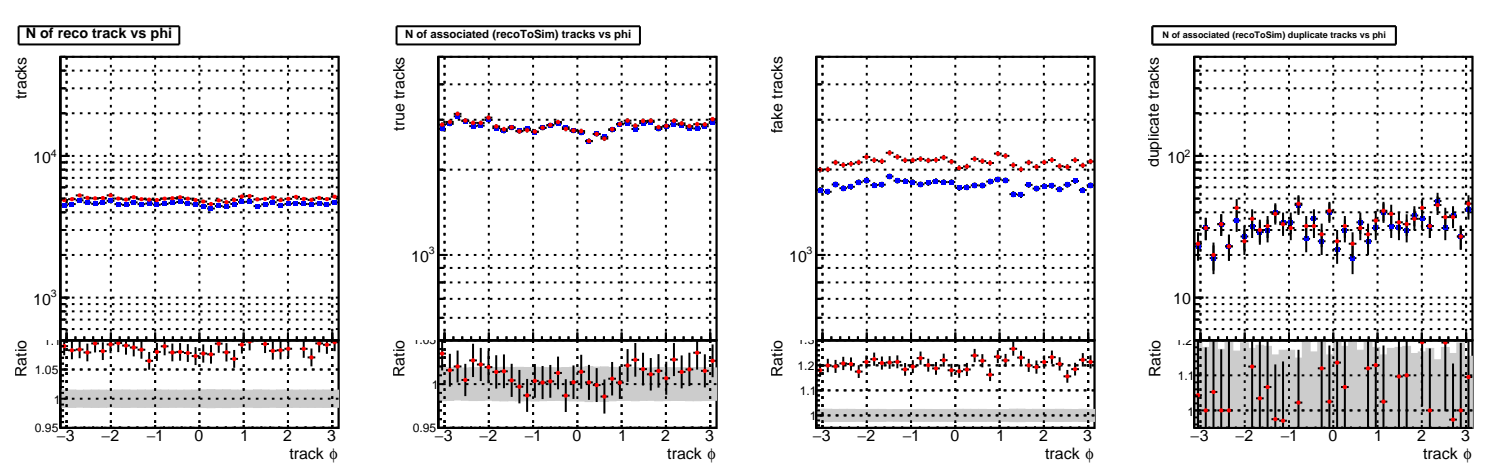 N of reco track vs phi
tracks
10⁴
10³
Ratio
1.1
1.05
1
0.95
−3 −2 −1 0 1 2 3
track ϕ
N of associated (recoToSim) tracks vs phi
true tracks
10³
Ratio
1.05
1
0.95
−3 −2 −1 0 1 2 3
track ϕ
fake tracks
10³
Ratio
1.3
1.2
1.1
1
−3 −2 −1 0 1 2 3
track ϕ
N of associated (recoToSim) duplicate tracks vs phi
duplicate tracks
10²
10
Ratio
1.2
1.1
1
−3 −2 −1 0 1 2 3
track ϕ